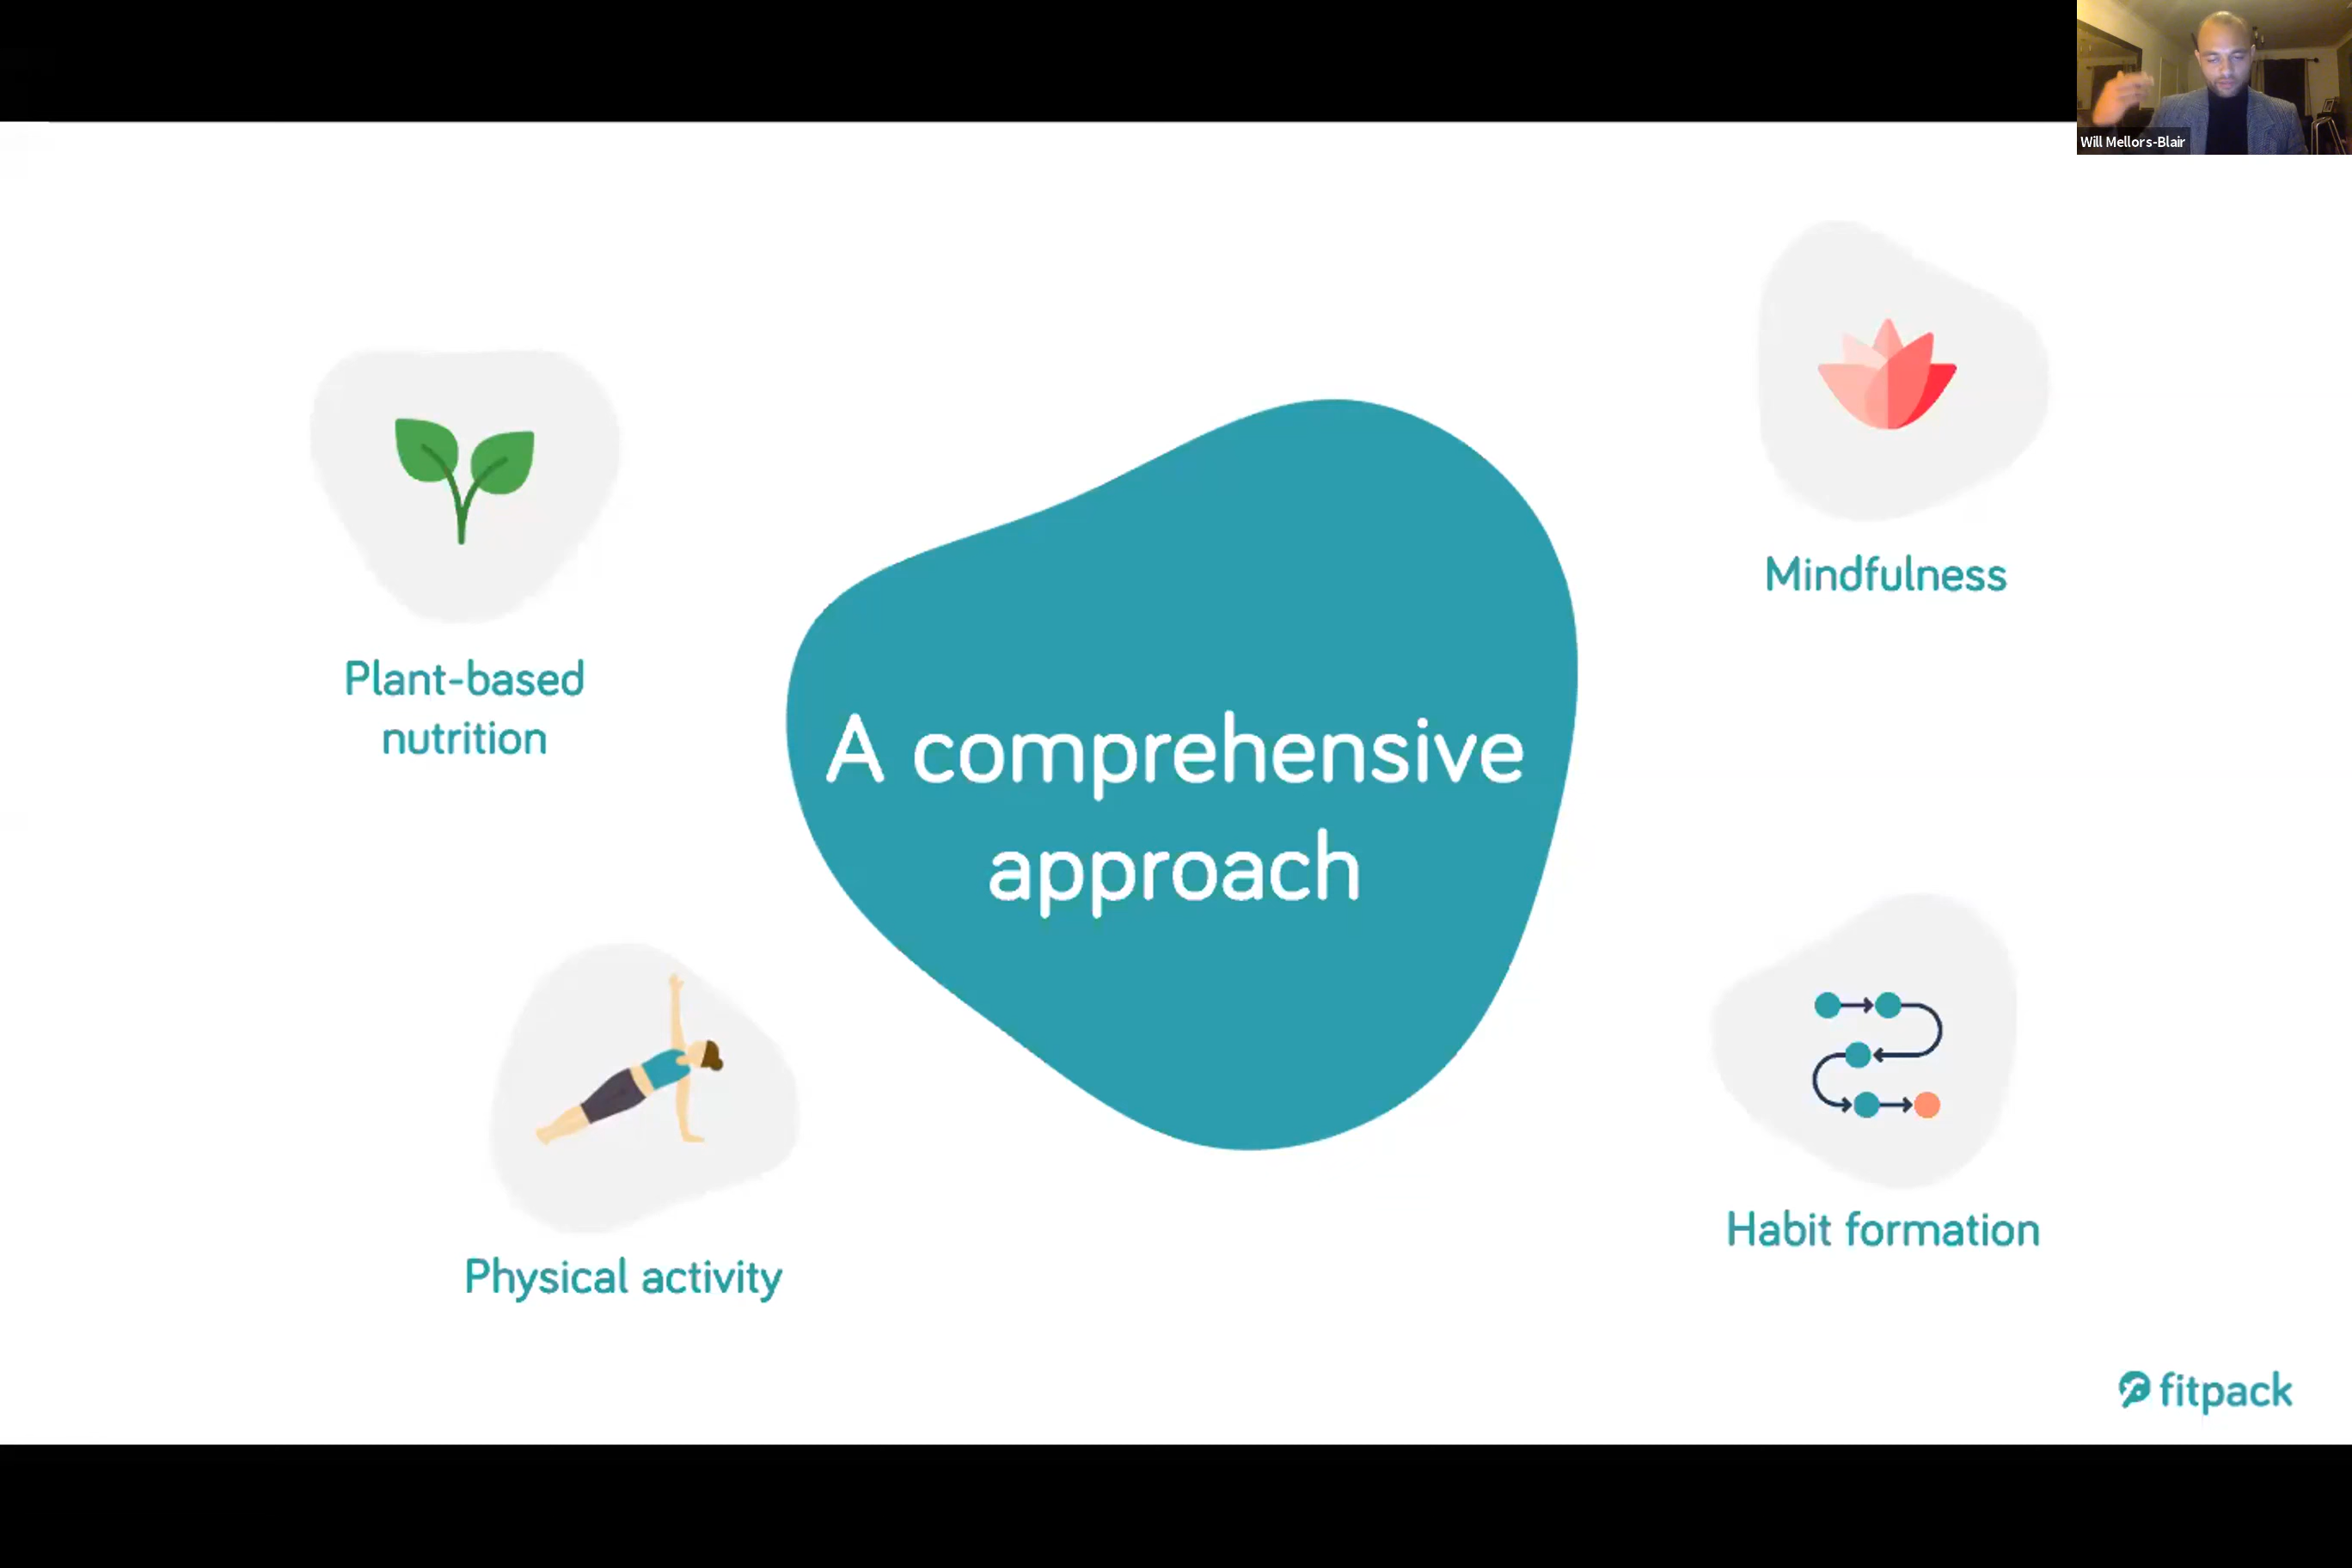 Will Mellors-Blair
Plant-based
nutrition
Mindfulness
A comprehensive
approach
Physical activity
Habit formation
fitpack